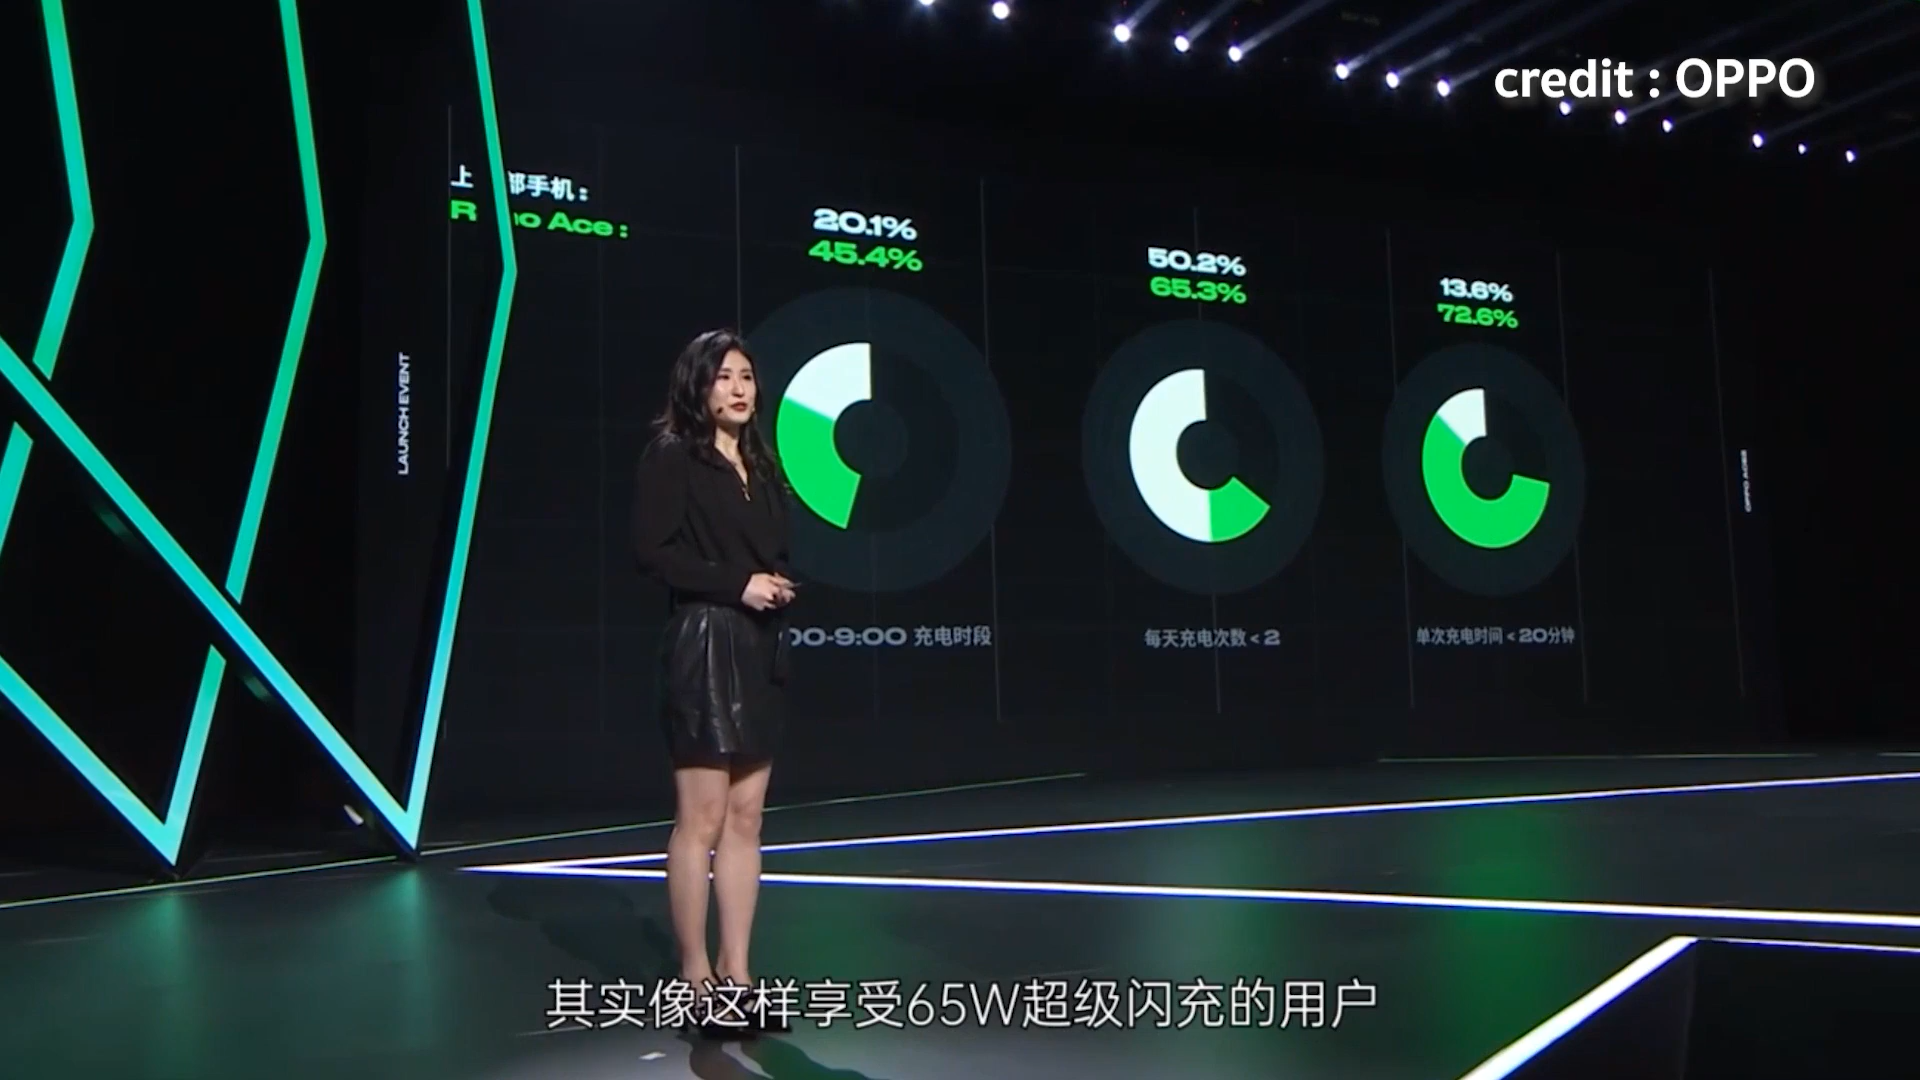 credit : OPPO
上 部手机：
R no Ace :
20.1%
45.4%
50.2%
65.3%
13.6%
72.6%
LAUNCH EVENT
OPPO ACE2
00-9:00 充电时段
每天充电次数 < 2
单次充电时间 < 20分钟
其实像这样享受65W超级闪充的用户